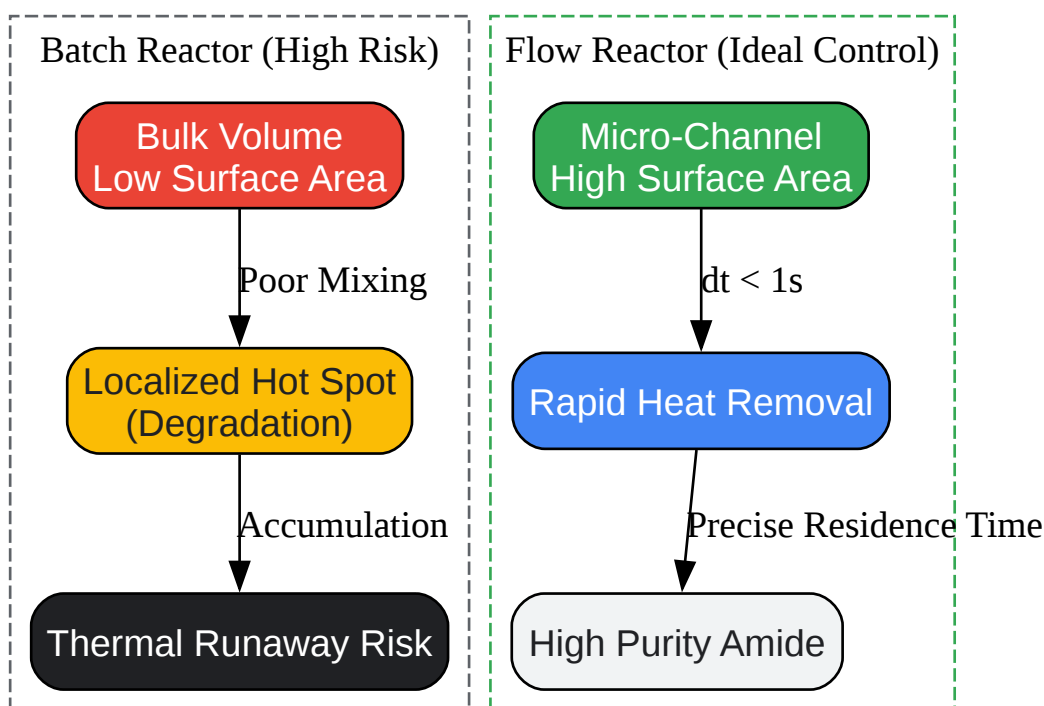 Batch Reactor (High Risk)
Bulk Volume
Low Surface Area
Poor Mixing
Localized Hot Spot
(Degradation)
Accumulation
Thermal Runaway Risk
Flow Reactor (Ideal Control)
Micro-Channel
High Surface Area
dt < 1s
Rapid Heat Removal
Precise Residence Time
High Purity Amide